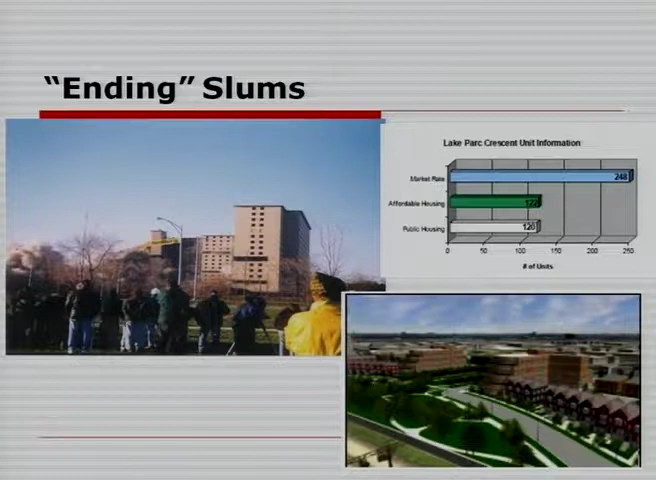 “Ending” Slums
Lake Parc Crescent Unit Information
Market Rate
248
Affordable Housing
122
Public Housing
120
0 50 100 150 200 250
# of Units